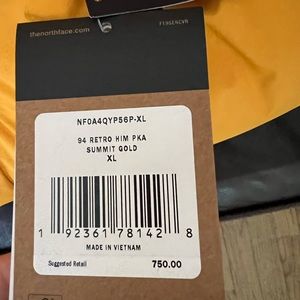 thenorthface.com
F19SENCVR
NF0A4QYP56P-XL
94 RETRO HIM PKA
SUMMIT GOLD
XL
1 92361 78142 8
MADE IN VIETNAM
Suggested Retail 750.00